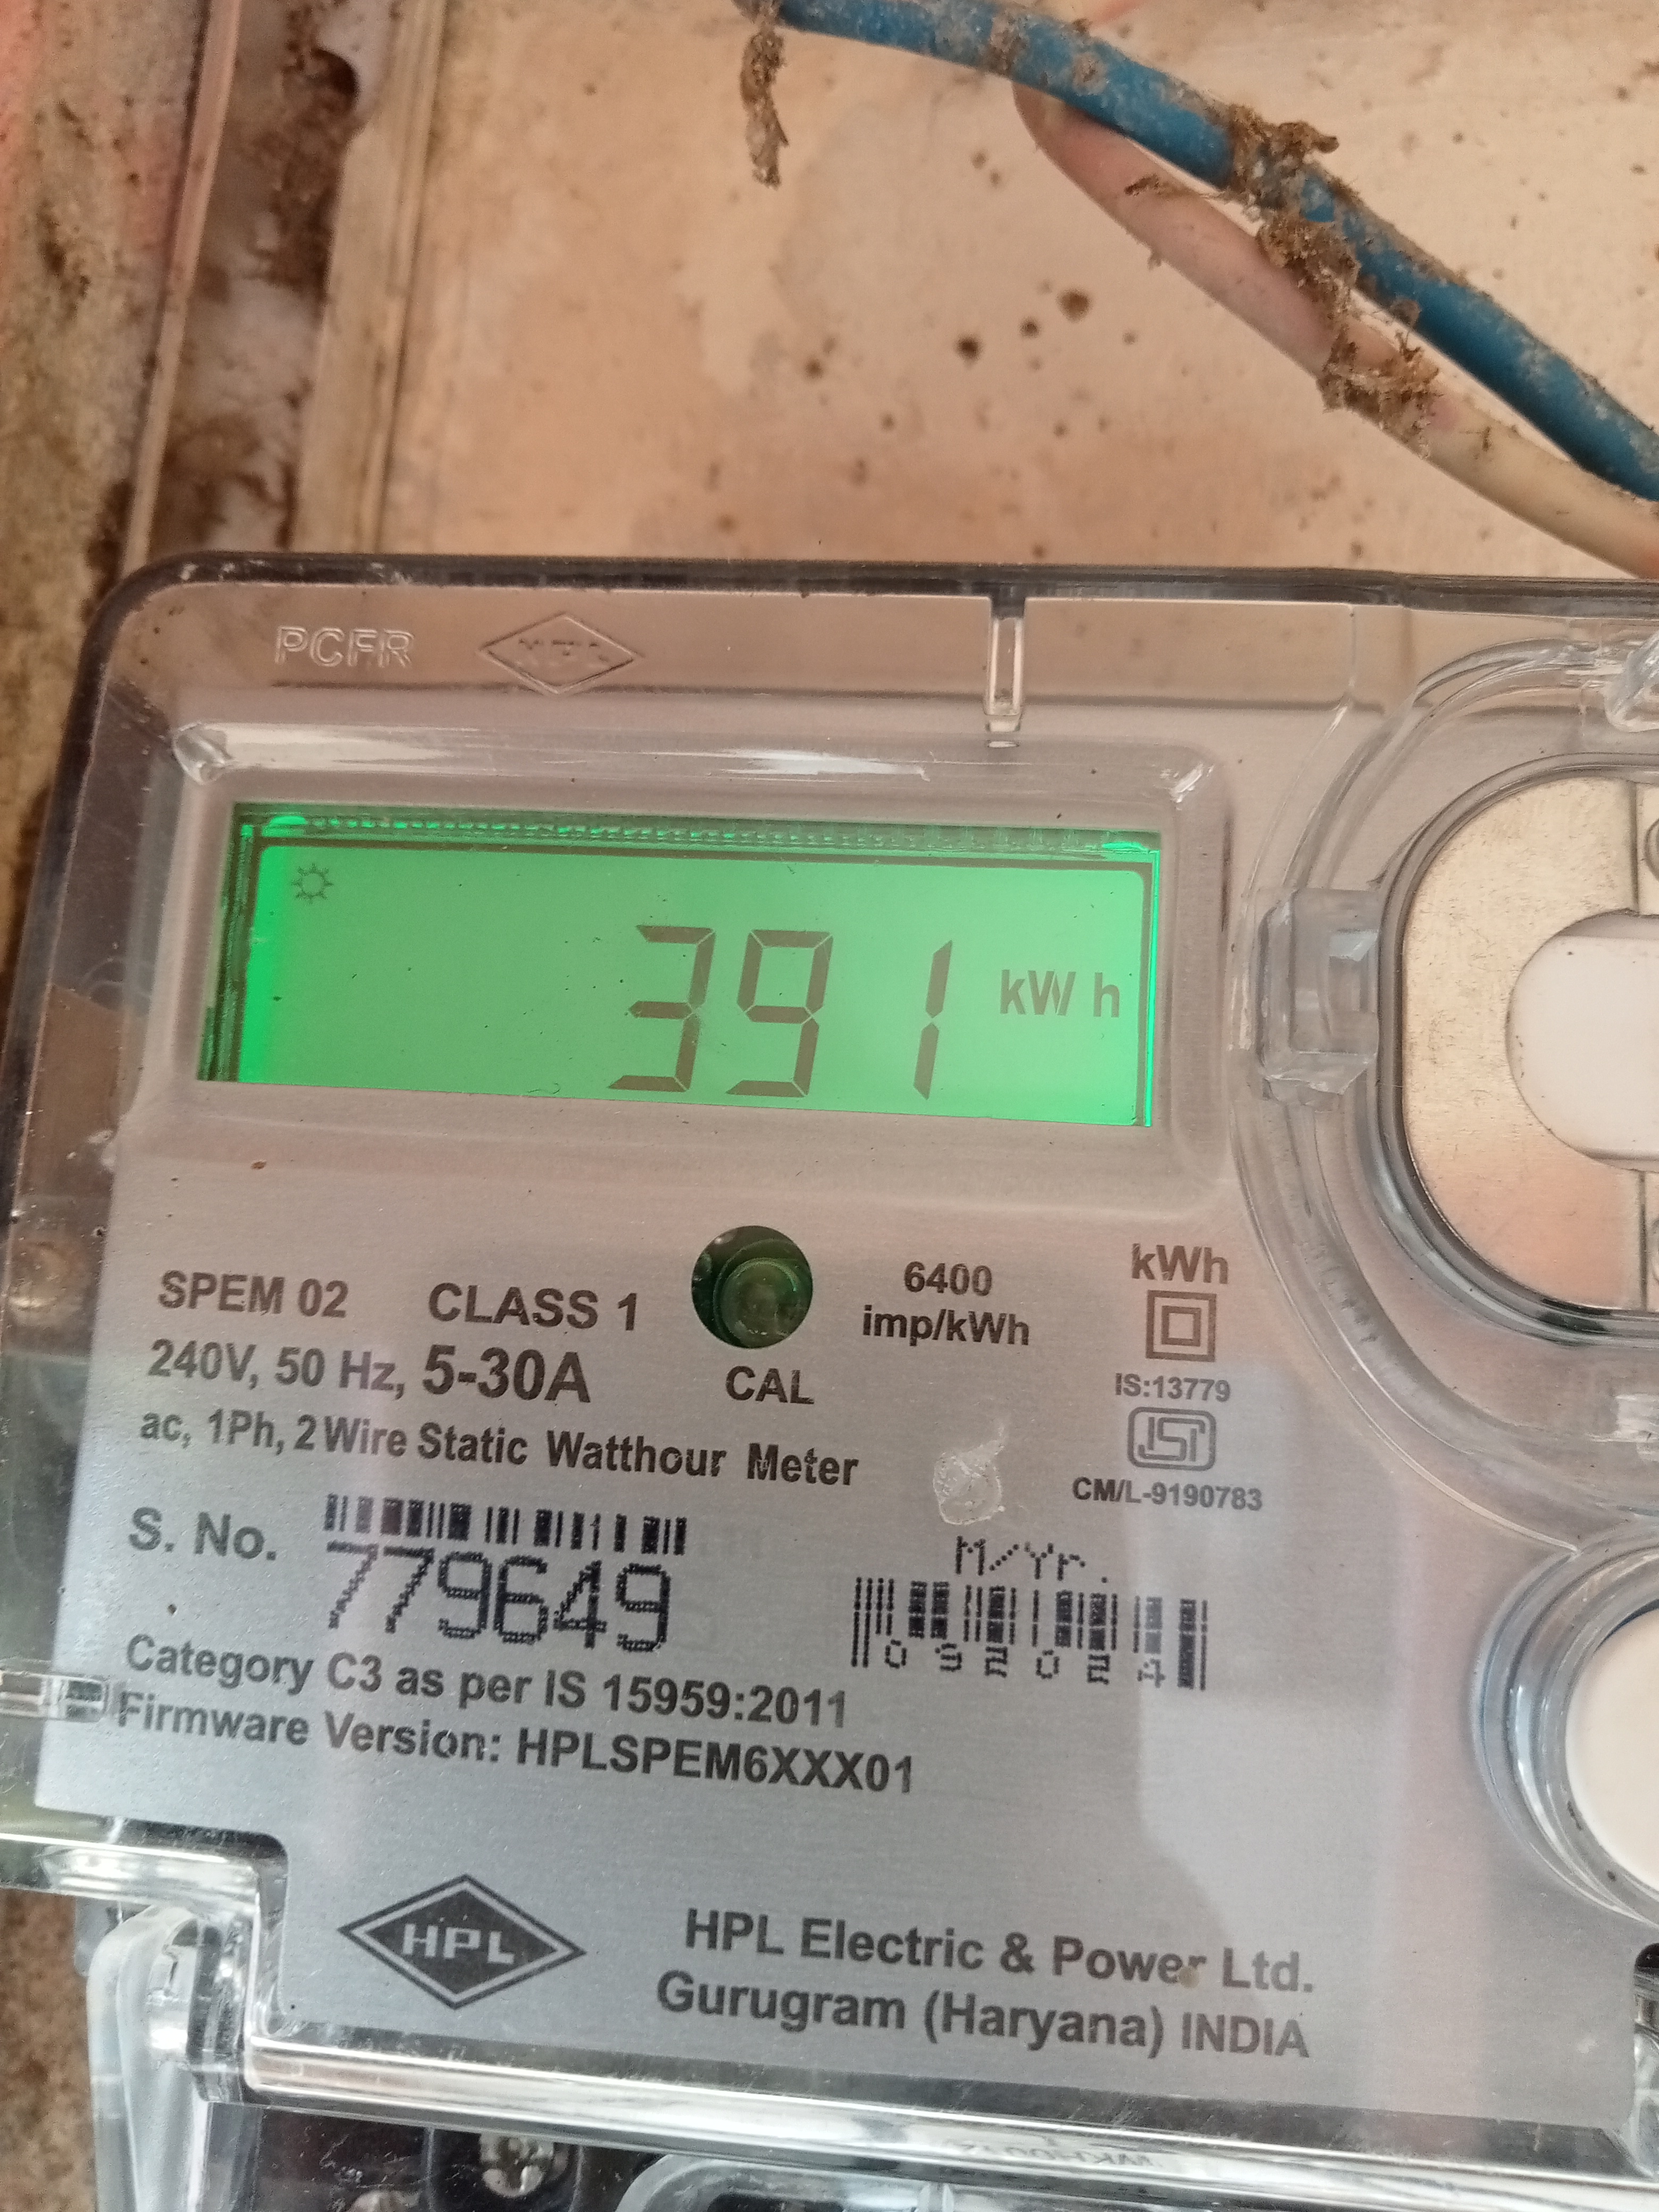 PCFR HPL
391 kWh
SPEM 02 CLASS 1
240V, 50 Hz, 5-30A
CAL
6400
imp/kWh
kWh
IS:13779
ISI
CM/L-9190783
ac, 1Ph, 2 Wire Static Watthour Meter
S. No. 779649
M/Yr.
092024
Category C3 as per IS 15959:2011
Firmware Version: HPLSPEM6XXX01
HPL
HPL Electric & Power Ltd.
Gurugram (Haryana) INDIA